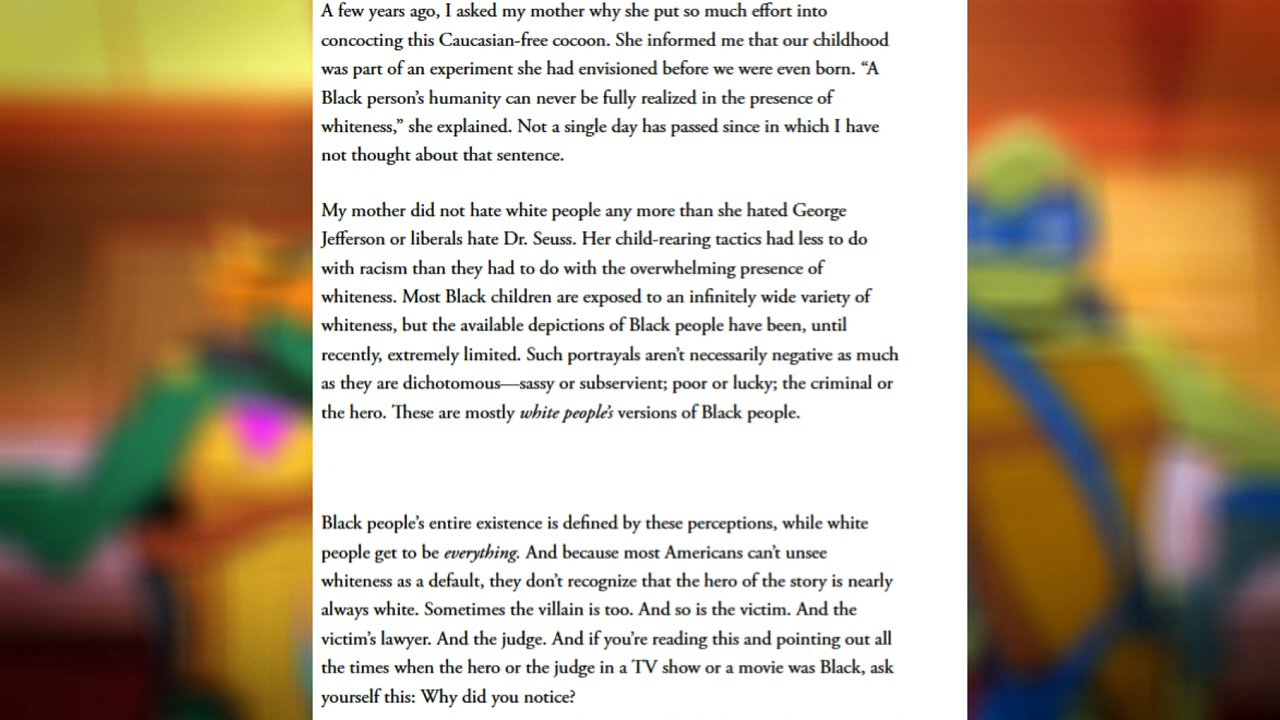 A few years ago, I asked my mother why she put so much effort into
concocting this Caucasian-free cocoon. She informed me that our childhood
was part of an experiment she had envisioned before we were even born. “A
Black person’s humanity can never be fully realized in the presence of
whiteness,” she explained. Not a single day has passed since in which I have
not thought about that sentence.
My mother did not hate white people any more than she hated George
Jefferson or liberals hate Dr. Seuss. Her child-rearing tactics had less to do
with racism than they had to do with the overwhelming presence of
whiteness. Most Black children are exposed to an infinitely wide variety of
whiteness, but the available depictions of Black people have been, until
recently, extremely limited. Such portrayals aren’t necessarily negative as much
as they are dichotomous—sassy or subservient; poor or lucky; the criminal or
the hero. These are mostly white people’s versions of Black people.
Black people’s entire existence is defined by these perceptions, while white
people get to be everything. And because most Americans can’t unsee
whiteness as a default, they don’t recognize that the hero of the story is nearly
always white. Sometimes the villain is too. And so is the victim. And the
victim’s lawyer. And the judge. And if you’re reading this and pointing out all
the times when the hero or the judge in a TV show or a movie was Black, ask
yourself this: Why did you notice?